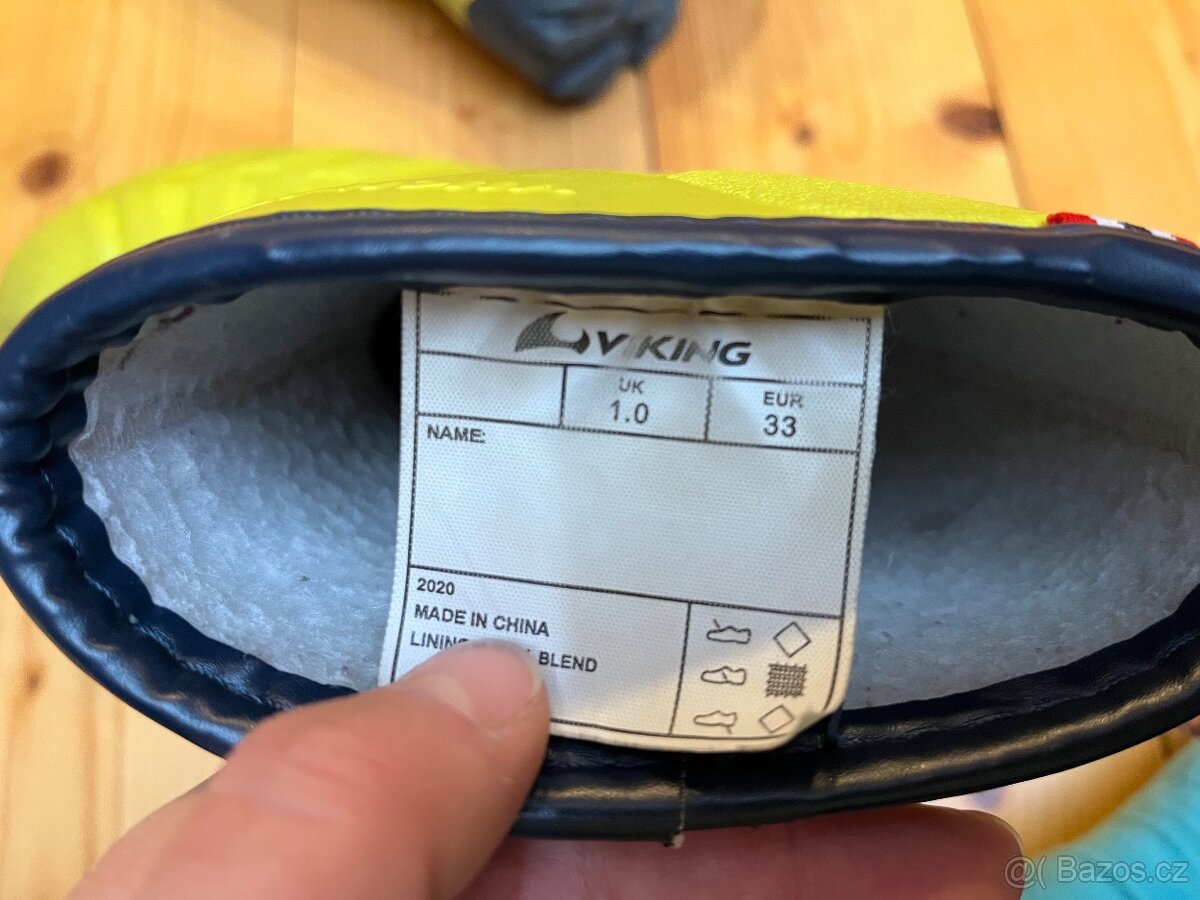 VIKING
UK EUR
1.0 33
NAME:
2020
MADE IN CHINA
BLEND
@( Bazos.cz